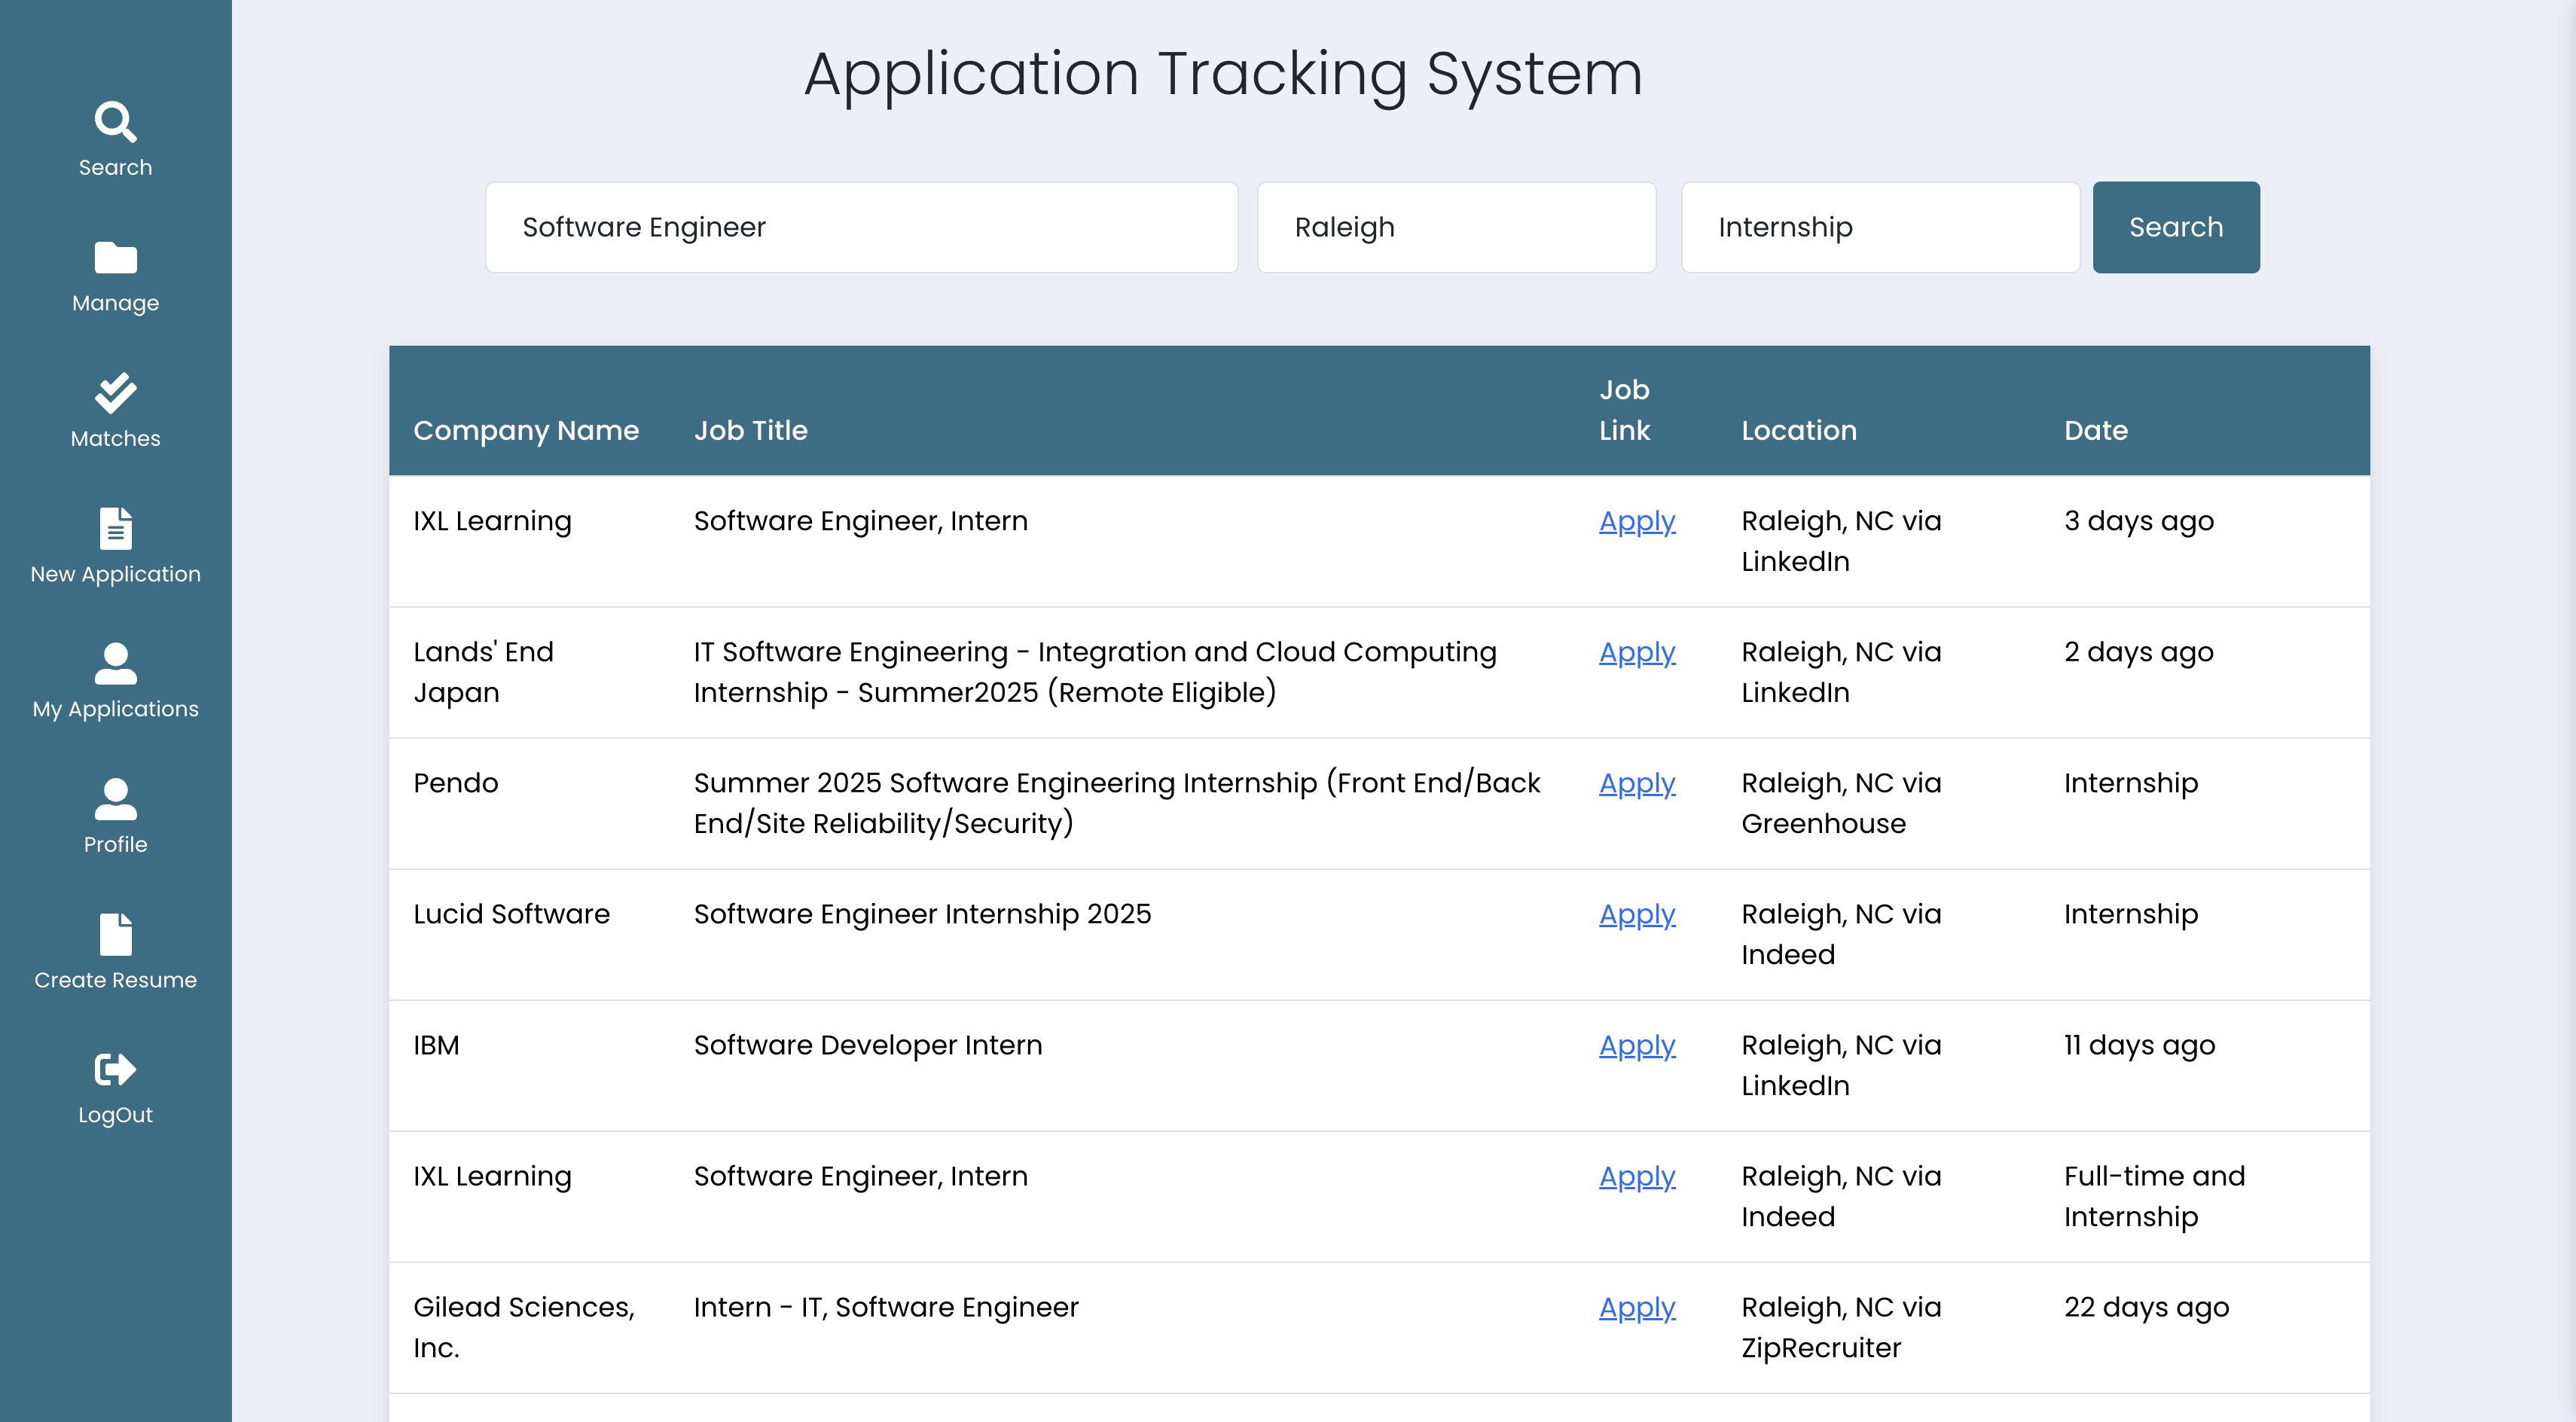 Search
Manage
Matches
New Application
My Applications
Profile
Create Resume
LogOut
Application Tracking System
Software Engineer
Raleigh
Internship
Search
Company Name
Job Title
Job
Link
Location
Date
IXL Learning
Software Engineer, Intern
Apply
Raleigh, NC via
LinkedIn
3 days ago
Lands' End
Japan
IT Software Engineering - Integration and Cloud Computing
Internship - Summer2025 (Remote Eligible)
Apply
Raleigh, NC via
LinkedIn
2 days ago
Pendo
Summer 2025 Software Engineering Internship (Front End/Back
End/Site Reliability/Security)
Apply
Raleigh, NC via
Greenhouse
Internship
Lucid Software
Software Engineer Internship 2025
Apply
Raleigh, NC via
Indeed
Internship
IBM
Software Developer Intern
Apply
Raleigh, NC via
LinkedIn
11 days ago
IXL Learning
Software Engineer, Intern
Apply
Raleigh, NC via
Indeed
Full-time and
Internship
Gilead Sciences,
Inc.
Intern - IT, Software Engineer
Apply
Raleigh, NC via
ZipRecruiter
22 days ago